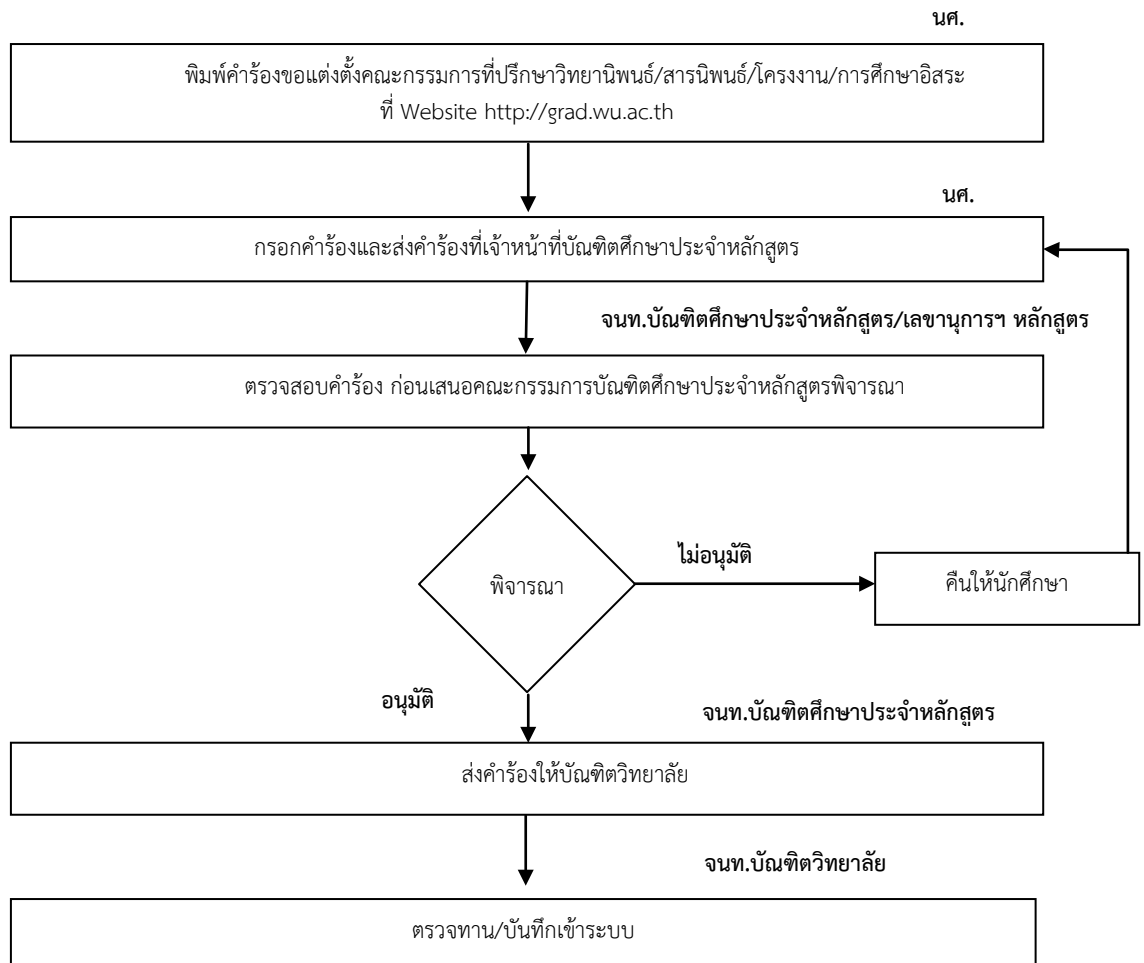 นศ.
พิมพ์คำร้องขอแต่งตั้งคณะกรรมการที่ปรึกษาวิทยานิพนธ์/สารนิพนธ์/โครงงาน/การศึกษาอิสระ
ที่ Website http://grad.wu.ac.th
นศ.
กรอกคำร้องและส่งคำร้องที่เจ้าหน้าที่บัณฑิตศึกษาประจำหลักสูตร
จนท.บัณฑิตศึกษาประจำหลักสูตร/เลขานุการฯ หลักสูตร
ตรวจสอบคำร้อง ก่อนเสนอคณะกรรมการบัณฑิตศึกษาประจำหลักสูตรพิจารณา
ไม่อนุมัติ
พิจารณา
คืนให้นักศึกษา
อนุมัติ
จนท.บัณฑิตศึกษาประจำหลักสูตร
ส่งคำร้องให้บัณฑิตวิทยาลัย
จนท.บัณฑิตวิทยาลัย
ตรวจทาน/บันทึกเข้าระบบ